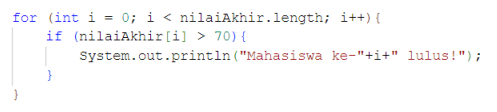 for (int i = 0; i < nilaiAkhir.length; i++){
    if (nilaiAkhir[i] > 70){
        System.out.println("Mahasiswa ke-"+i+" lulus!");
    }
}